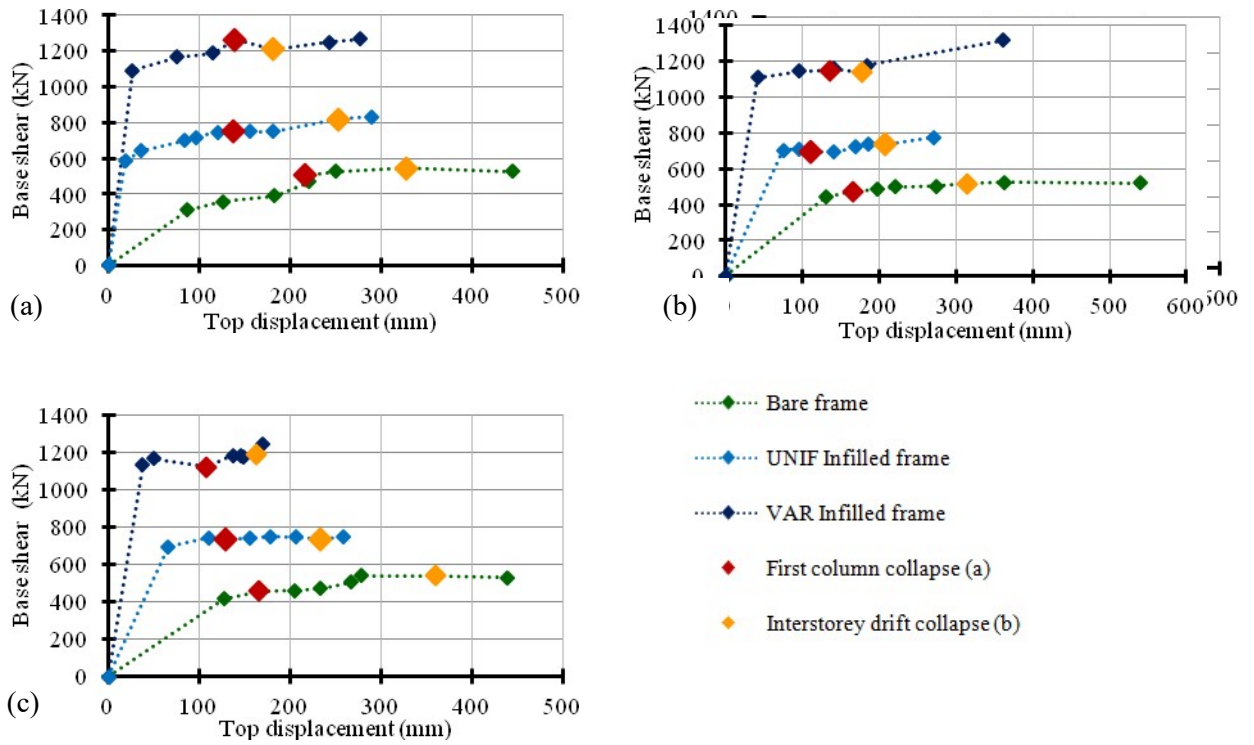 1400
1200
1000
800
600
400
200
0
Base shear (kN)
0 100 200 300 400 500
Top displacement (mm)
(a)
1400
1400
1200
1000
800
600
400
200
0
Base shear (kN)
100 200 300 400 500 600
Top displacement (mm)
(b)
1400
1200
1000
800
600
400
200
0
Base shear (kN)
0 100 200 300 400 500
Top displacement (mm)
(c)
Bare frame
UNIF Infilled frame
VAR Infilled frame
First column collapse (a)
Interstorey drift collapse (b)